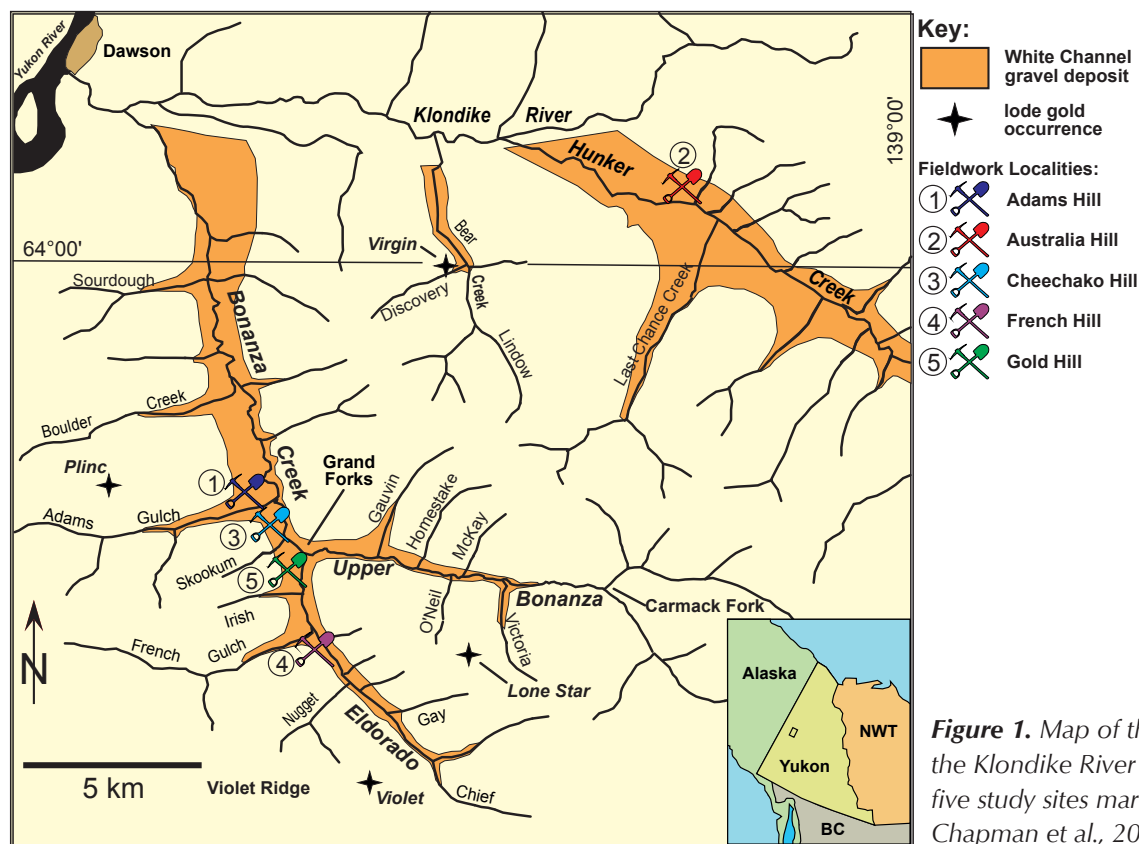 Yukon River
Dawson
Klondike River
139°00'
Hunker
2
Bear
Virgin
64°00'
Sourdough
Creek
Creek
Discovery
Bonanza
Lindow
Last Chance Creek
Creek
Boulder
Plinc
Creek
Grand
Forks
1
Gauvin
Homestake
McKay
Adams Gulch
3
Skookum
Upper
5
Bonanza
Carmack Fork
Irish
O'Neil
Victoria
French Gulch
4
Lone Star
N
Nugget
Gay
Eldorado
5 km
Violet Ridge
Violet
Chief
Alaska
NWT
Yukon
BC
Key:
White Channel
gravel deposit
lode gold
occurrence
Fieldwork Localities:
1 Adams Hill
2 Australia Hill
3 Cheechako Hill
4 French Hill
5 Gold Hill
Figure 1. Map of th
the Klondike River
five study sites mar
Chapman et al., 20